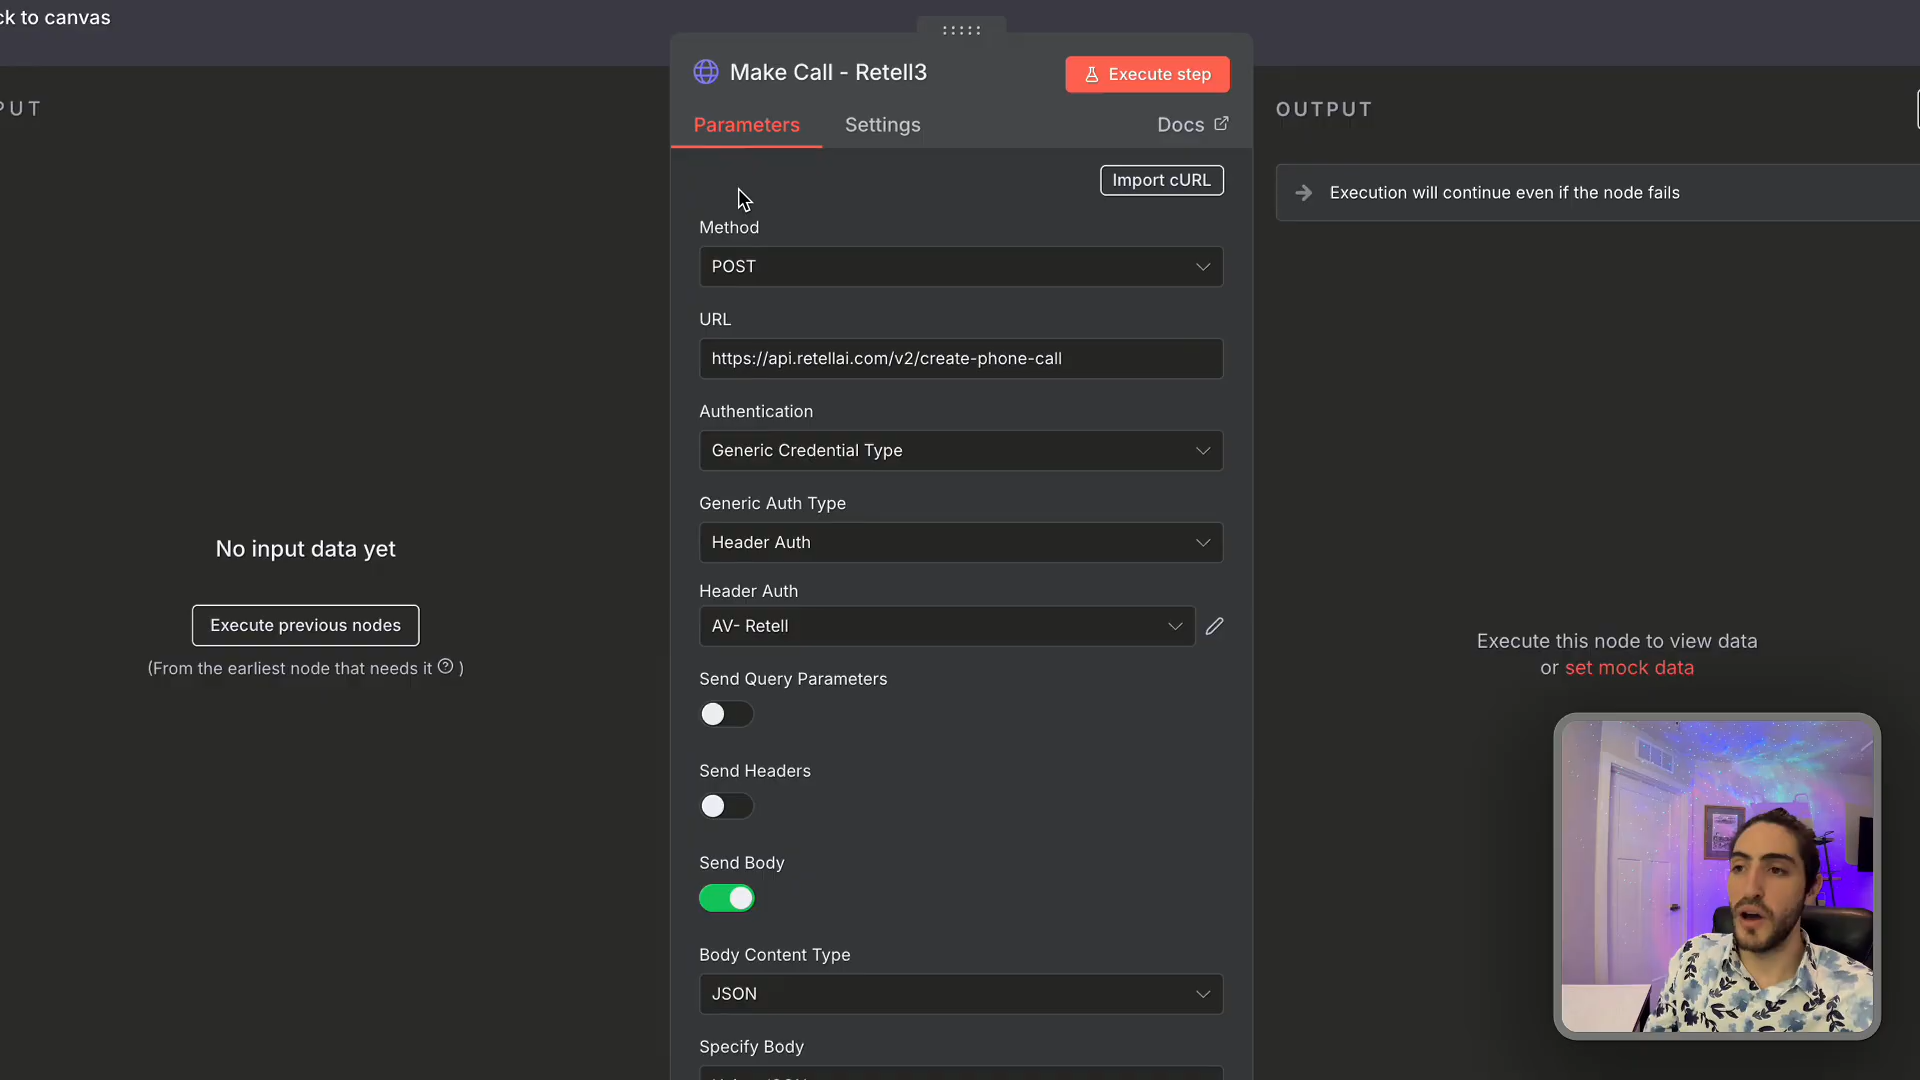 ck to canvas
PUT
Make Call - Retell3
Execute step
Parameters
Settings
Docs
OUTPUT
Import cURL
Execution will continue even if the node fails
Method
POST
URL
https://api.retellai.com/v2/create-phone-call
Authentication
Generic Credential Type
Generic Auth Type
Header Auth
Header Auth
AV- Retell
No input data yet
Execute previous nodes
(From the earliest node that needs it ? )
Execute this node to view data
or set mock data
Send Query Parameters
Send Headers
Send Body
Body Content Type
JSON
Specify Body